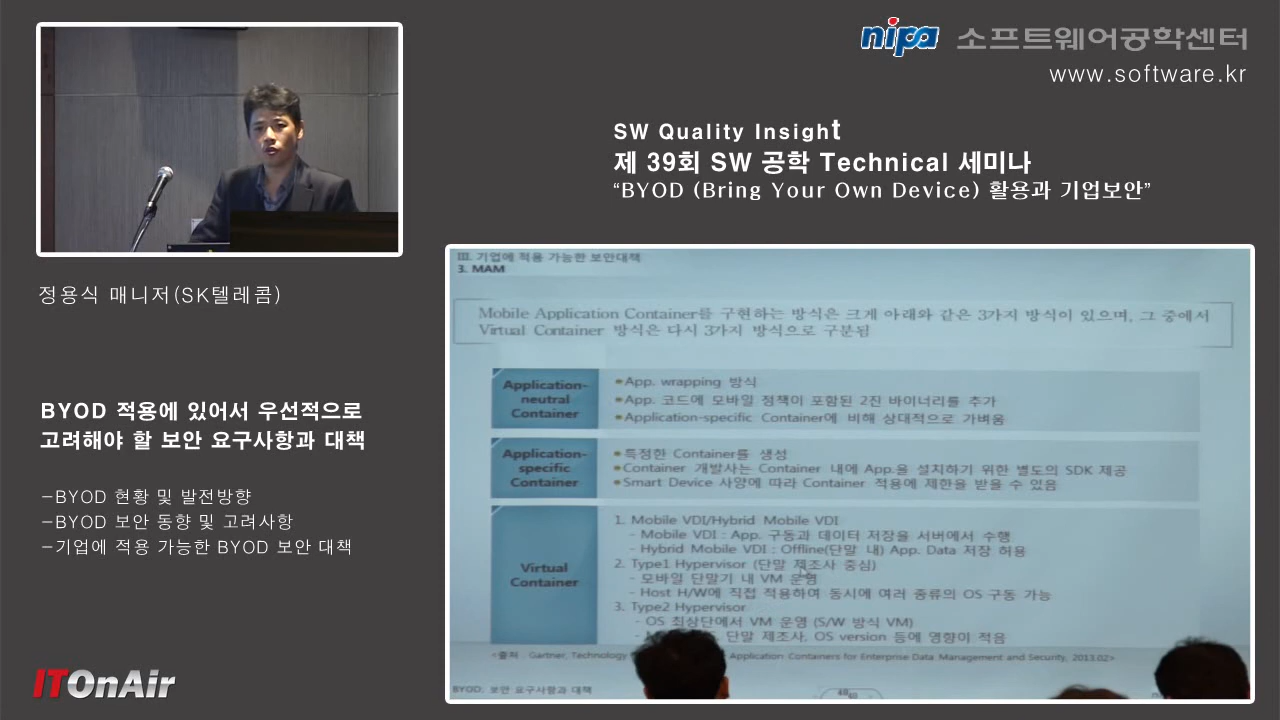 nipa 소프트웨어공학센터
www.software.kr
SW Quality Insight
제 39회 SW 공학 Technical 세미나
“BYOD (Bring Your Own Device) 활용과 기업보안”
정용식 매니저(SK텔레콤)
BYOD 적용에 있어서 우선적으로
고려해야 할 보안 요구사항과 대책
-BYOD 현황 및 발전방향
-BYOD 보안 동향 및 고려사항
-기업에 적용 가능한 BYOD 보안 대책
ITOnAir
III. 기업에 적용 가능한 보안대책
3. MAM
Mobile Application Container를 구현하는 방식은 크게 아래와 같은 3가지 방식이 있으며, 그 중에서
Virtual Container 방식은 다시 3가지 방식으로 구분됨
Application-
neutral
Container
App. wrapping 방식
App. 코드에 모바일 정책이 포함된 2진 바이너리를 추가
Application-specific Container에 비해 상대적으로 가벼움
Application-
specific
Container
특정한 Container를 생성
Container 개발사는 Container 내에 App.을 설치하기 위한 별도의 SDK 제공
Smart Device 사양에 따라 Container 적용에 제한을 받을 수 있음
Virtual
Container
1. Mobile VDI/Hybrid Mobile VDI
- Mobile VDI : App. 구동과 데이터 저장을 서버에서 수행
- Hybrid Mobile VDI : Offline(단말 내) App. Data 저장 허용
2. Type1 Hypervisor (단말 제조사 중심)
- 모바일 단말기 내 VM 운영
- Host H/W에 직접 적용하여 동시에 여러 종류의 OS 구동 가능
3. Type2 Hypervisor
- OS 최상단에서 VM 운영 (S/W 방식 VM)
단말 제조사, OS version 등에 영향이 적음
<출처 : Gartner, Technology Application Containers for Enterprise Data Management and Security, 2013.02>
BYOD: 보안 요구사항과 대책